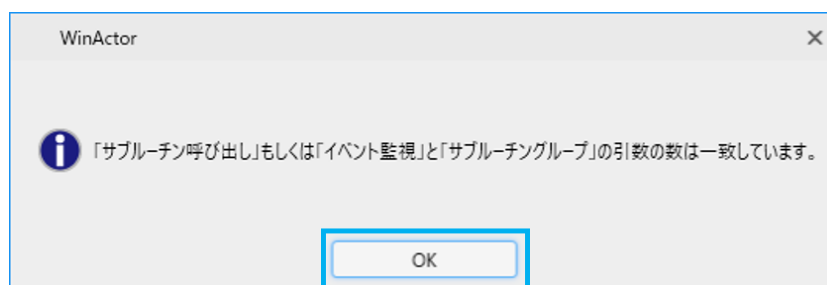 WinActor
「サブルーチン呼び出し」もしくは「イベント監視」と「サブルーチングループ」の引数の数は一致しています。
OK